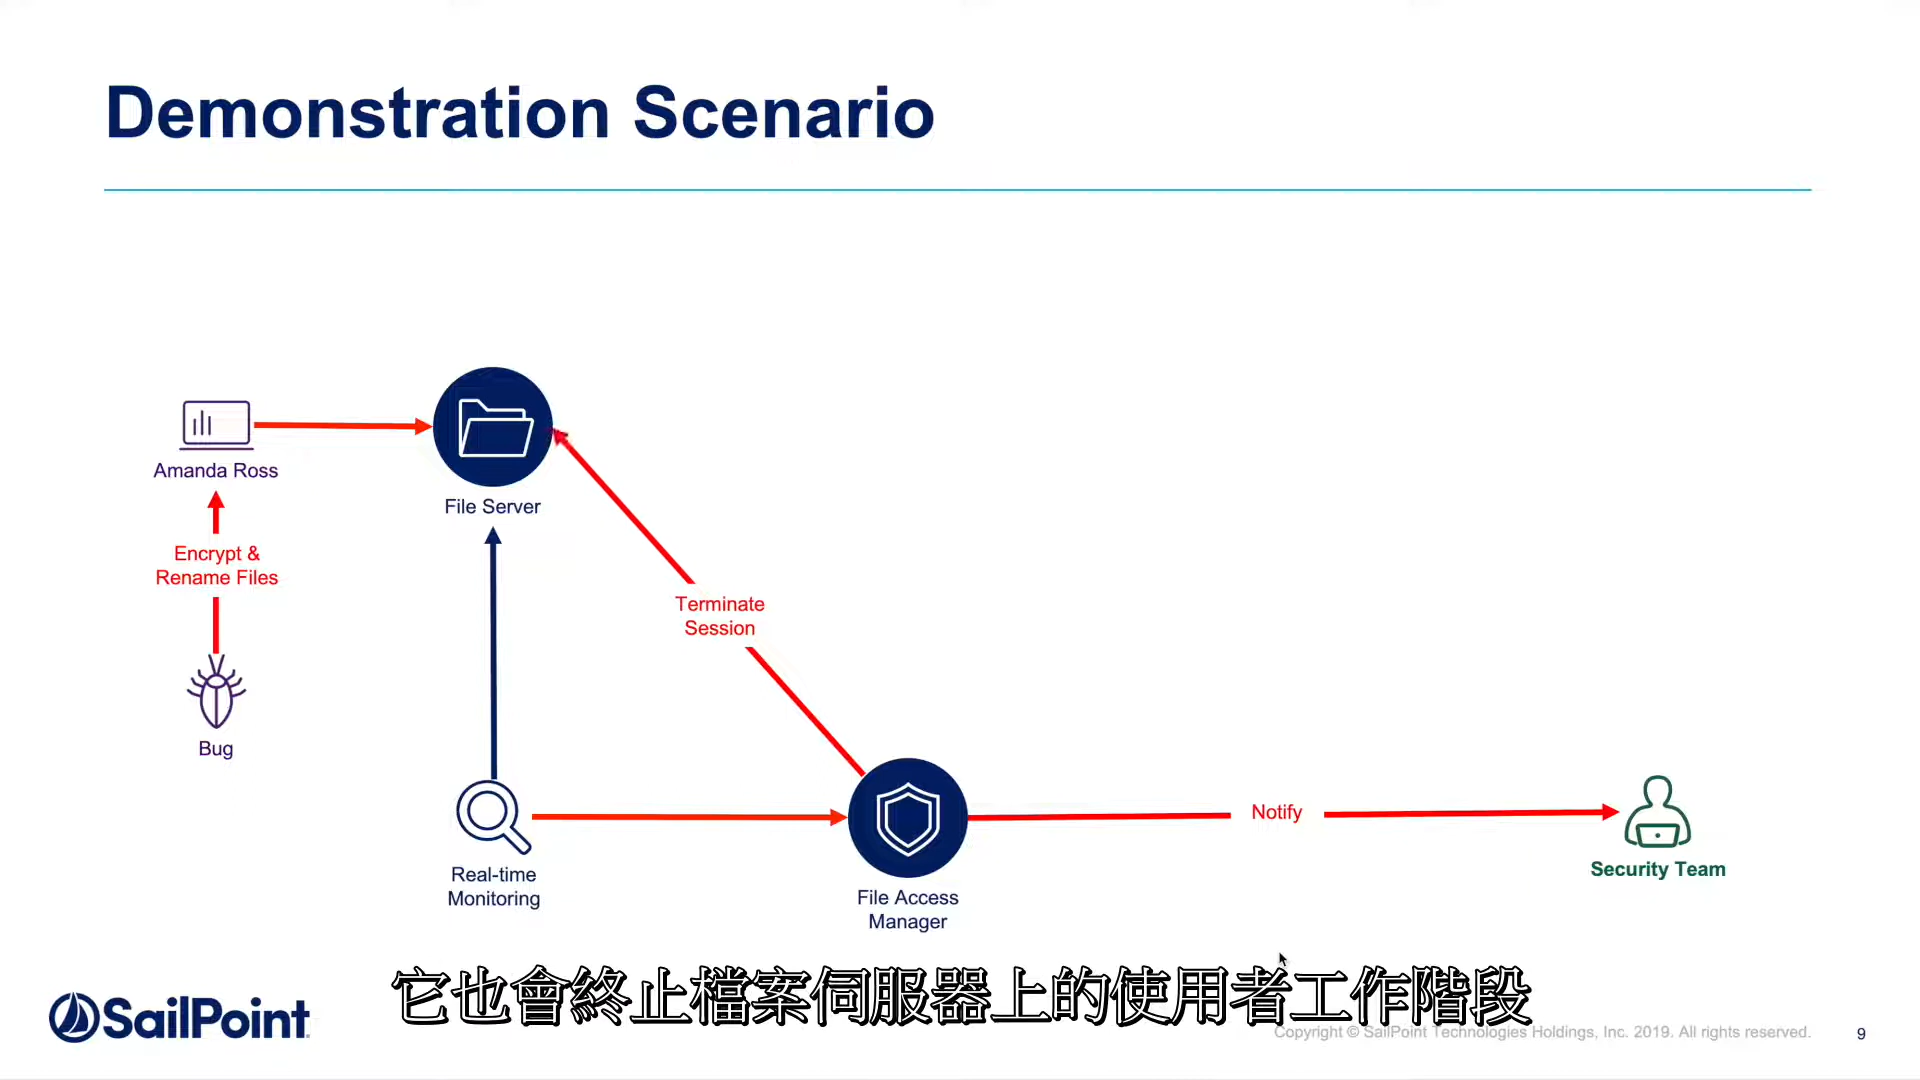 Demonstration Scenario
Amanda Ross
File Server
Encrypt &
Rename Files
Terminate
Session
Bug
Notify
Real-time
Monitoring
File Access
Manager
Security Team
它也會終止檔案伺服器上的使用者工作階段
SailPoint
Copyright © SailPoint Technologies Holdings, Inc. 2019. All rights reserved.
9